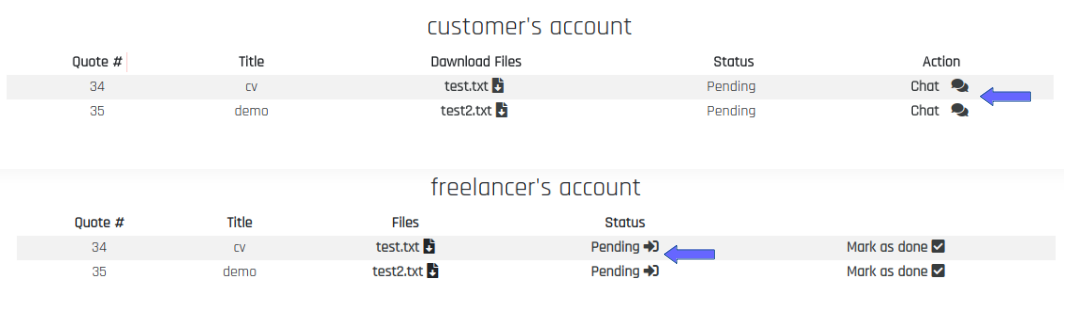 customer's account
Quote # Title Dawnload Files Status Action
34 cv test.txt Pending Chat
35 demo test2.txt Pending Chat
freelancer's account
Quote # Title Files Status
34 cv test.txt Pending Mark as done
35 demo test2.txt Pending Mark as done